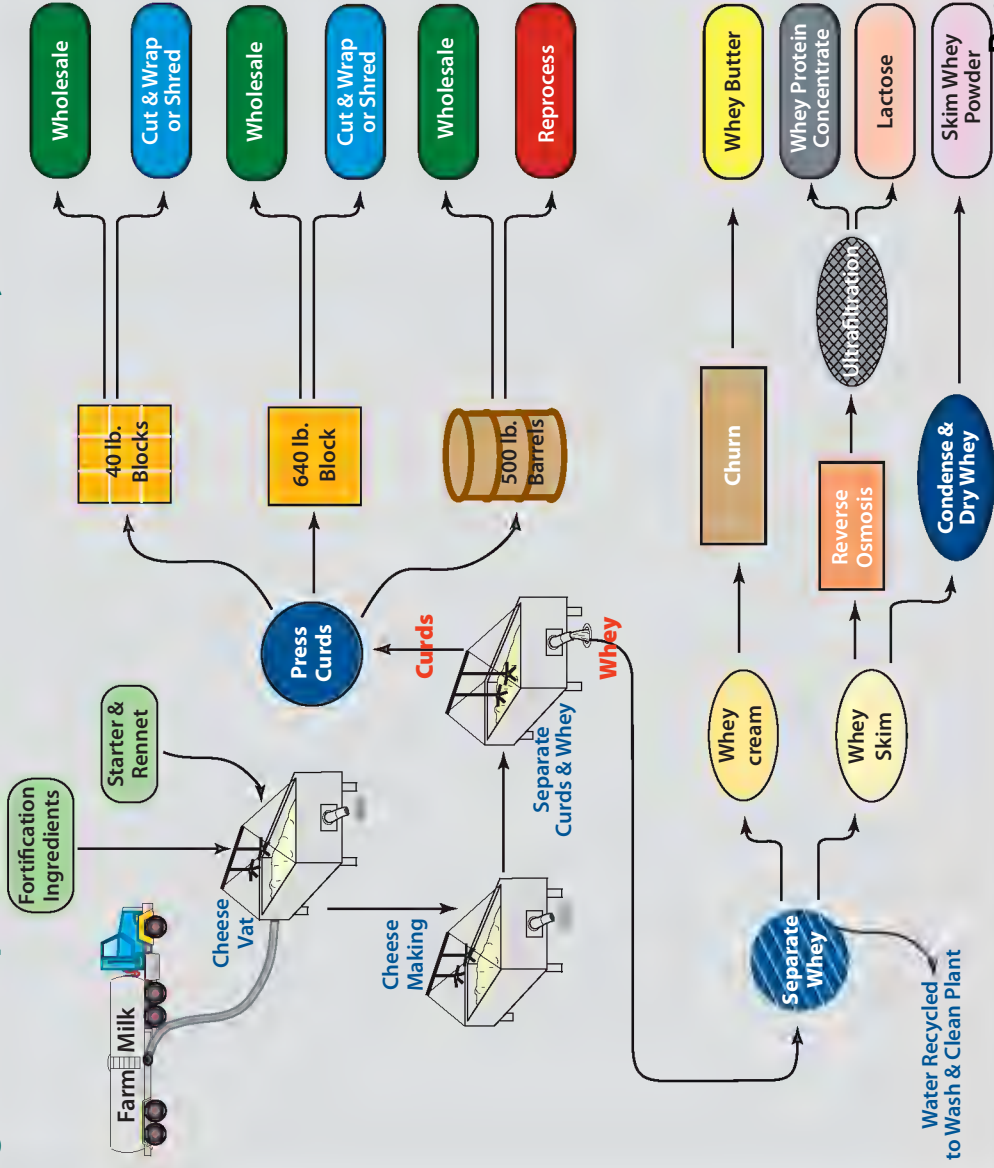 Farm Milk
Fortification
Ingredients
Starter &
Rennet
Cheese
Vat
Cheese
Making
Separate
Curds & Whey
Curds
Whey
Press
Curds
40 lb.
Blocks
640 lb.
Block
500 lb.
Barrels
Wholesale
Cut & Wrap
or Shred
Wholesale
Cut & Wrap
or Shred
Wholesale
Reprocess
Separate
Whey
Water Recycled
to Wash & Clean Plant
Whey
cream
Whey
Skim
Churn
Reverse
Osmosis
Ultrafiltration
Condense &
Dry Whey
Whey Butter
Whey Protein
Concentrate
Lactose
Skim Whey
Powder